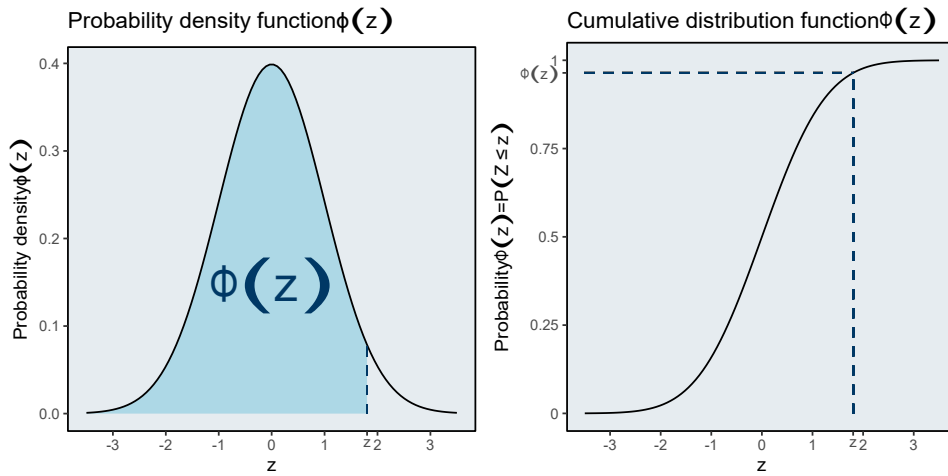 Probability density functionϕ(z)
Probability densityϕ(z)
0.4
0.3
0.2
0.1
0.0
Φ(z)
-3 -2 -1 0 1 z 2 3
z
Cumulative distribution functionΦ(z)
ProbabilityΦ(z)=P(Z ≤ z)
1
Φ(z)
0.75
0.5
0.25
0
-3 -2 -1 0 1 z 2 3
z